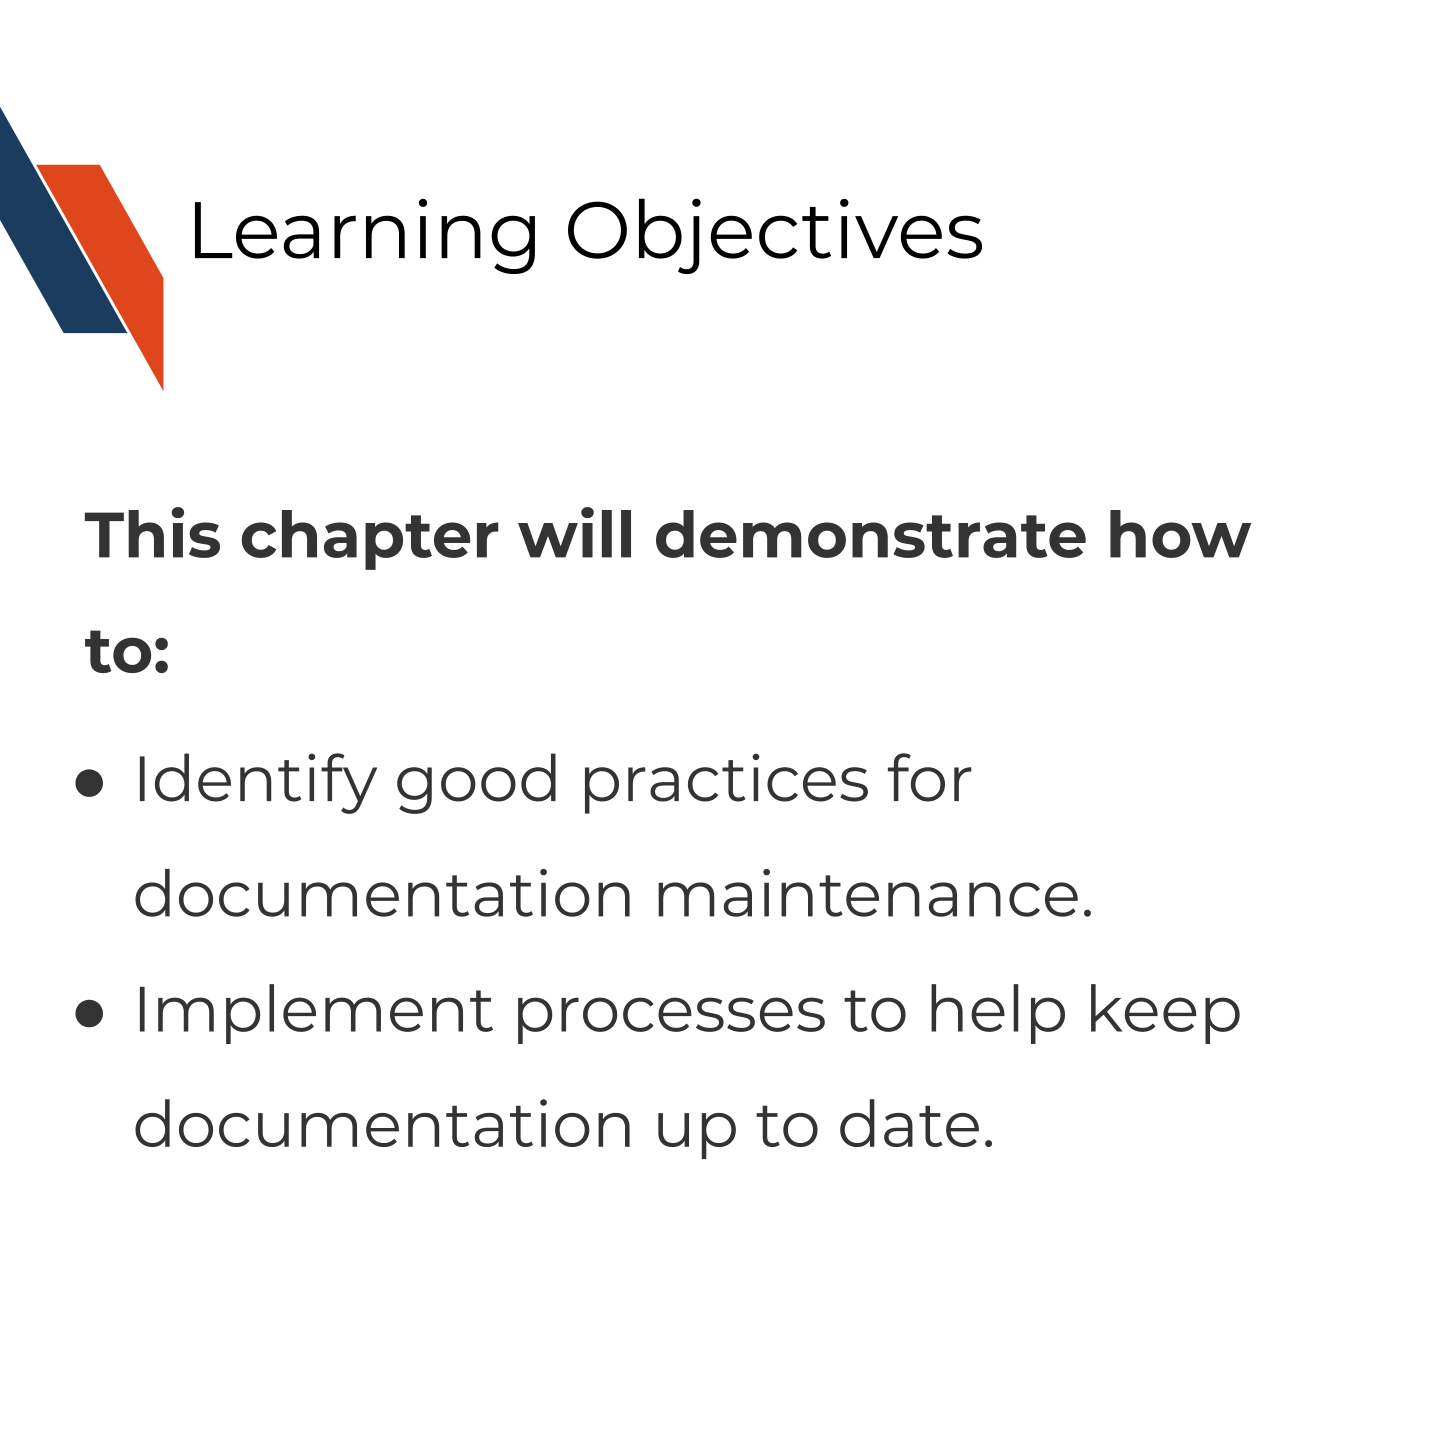 Learning Objectives
This chapter will demonstrate how
to:
● Identify good practices for
documentation maintenance.
● Implement processes to help keep
documentation up to date.